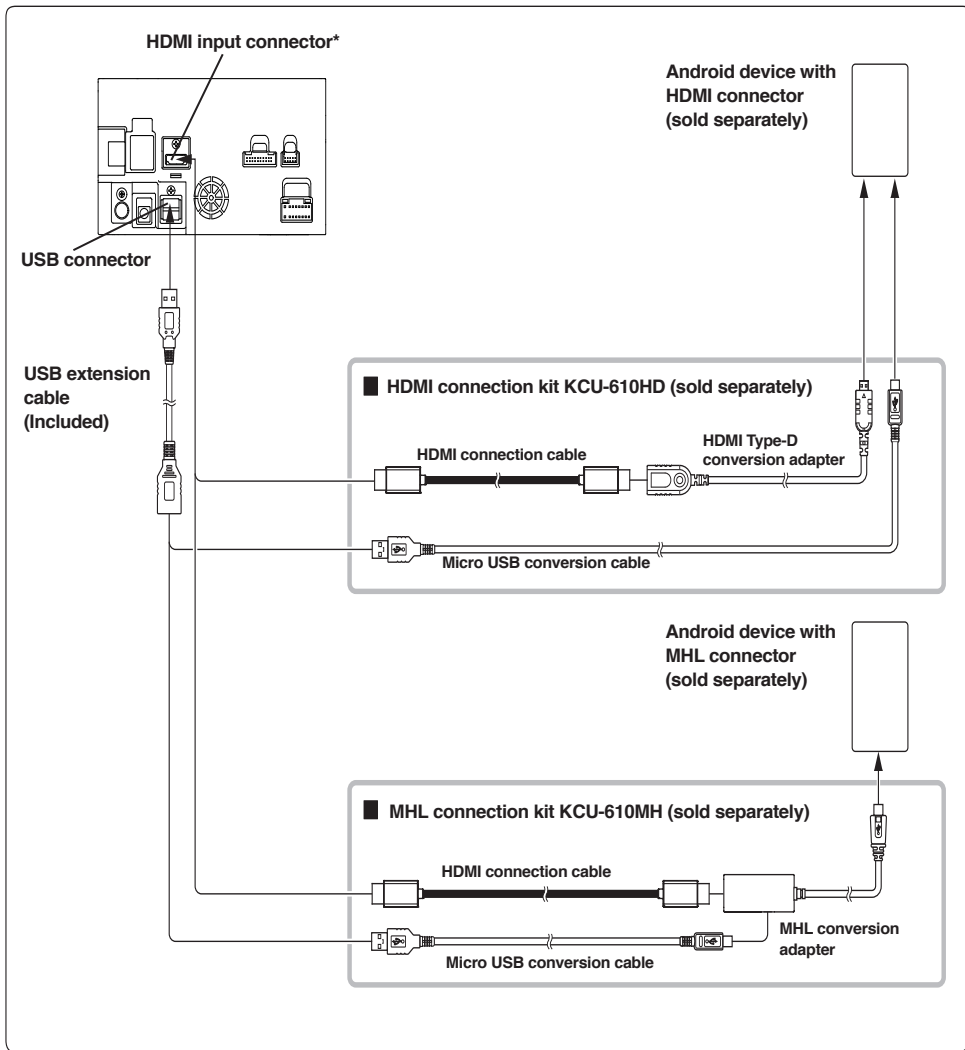 HDMI input connector*
Android device with
HDMI connector
(sold separately)
USB connector
USB extension
cable
(Included)
■ HDMI connection kit KCU-610HD (sold separately)
HDMI connection cable
HDMI Type-D
conversion adapter
Micro USB conversion cable
Android device with
MHL connector
(sold separately)
■ MHL connection kit KCU-610MH (sold separately)
HDMI connection cable
MHL conversion
adapter
Micro USB conversion cable